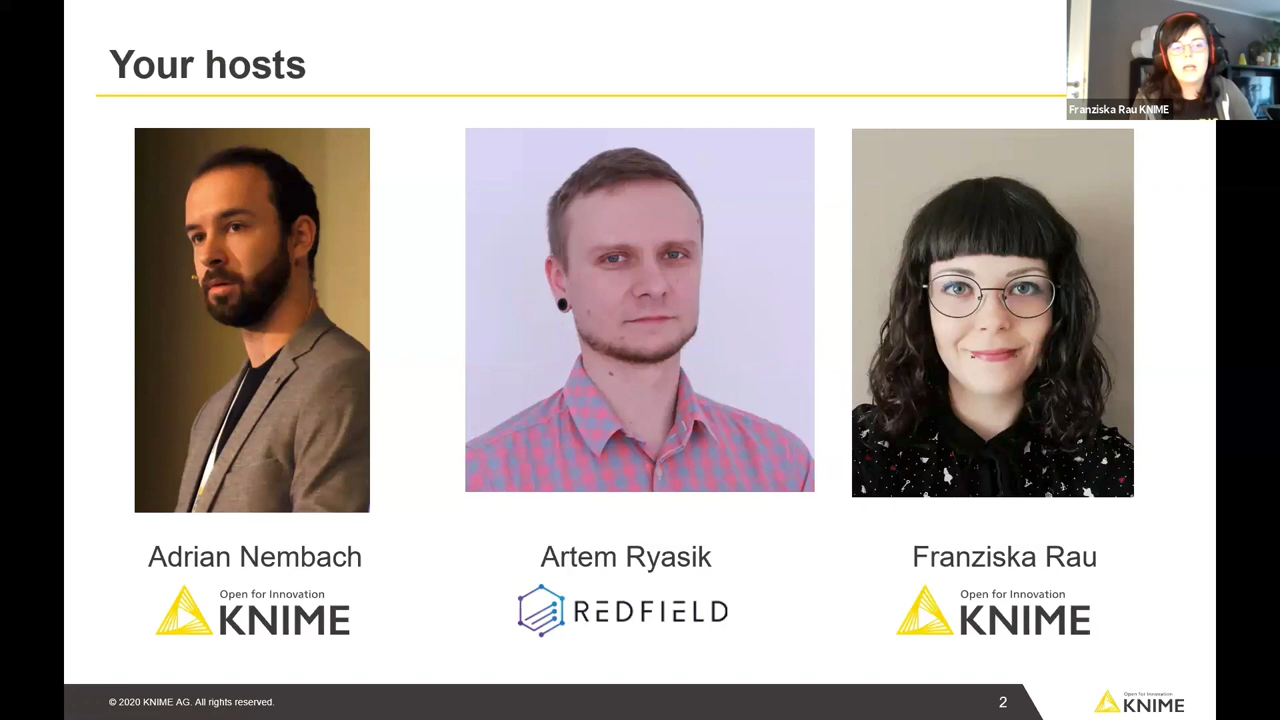 Your hosts
Franziska Rau KNIME
Adrian Nembach
Artem Ryasik
Franziska Rau
Open for Innovation
KNIME
REDFIELD
Open for Innovation
KNIME
© 2020 KNIME AG. All rights reserved.
2
Open for Innovation
KNIME